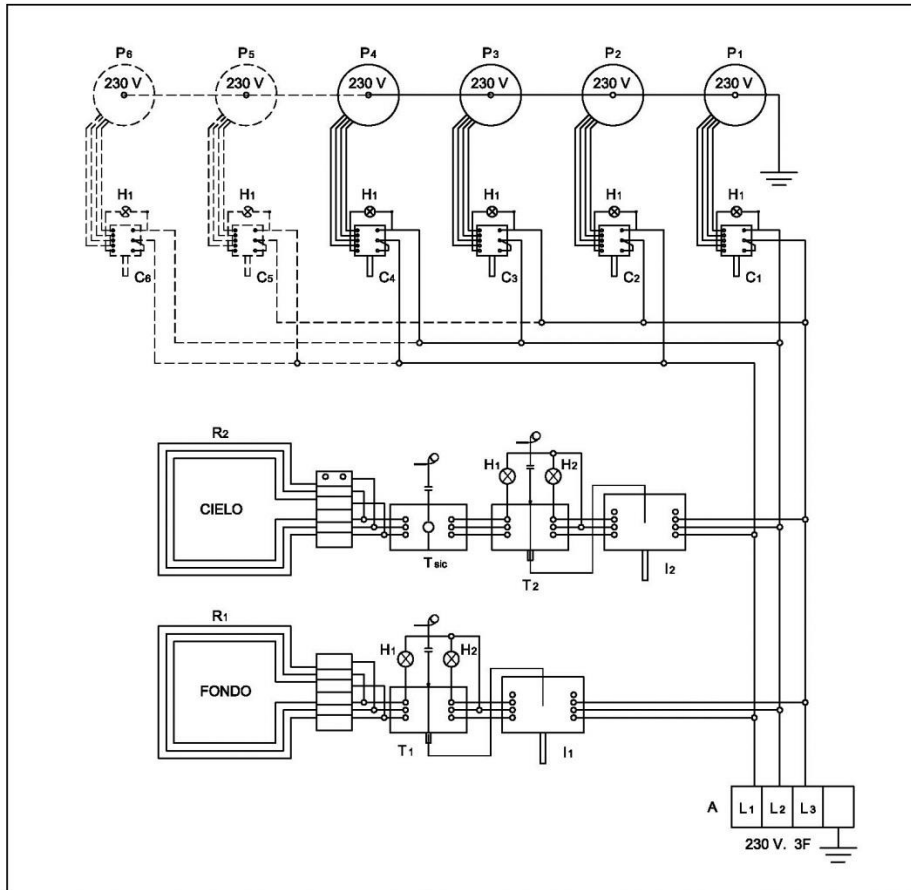 P6 P5 P4 P3 P2 P1
230 V 230 V 230 V 230 V 230 V 230 V
H1 H1 H1 H1 H1 H1
C6 C5 C4 C3 C2 C1
R2
H1 H2
CIELO
Tsic
T2
I2
R1
H1 H2
FONDO
T1
I1
A L1 L2 L3
230 V. 3F